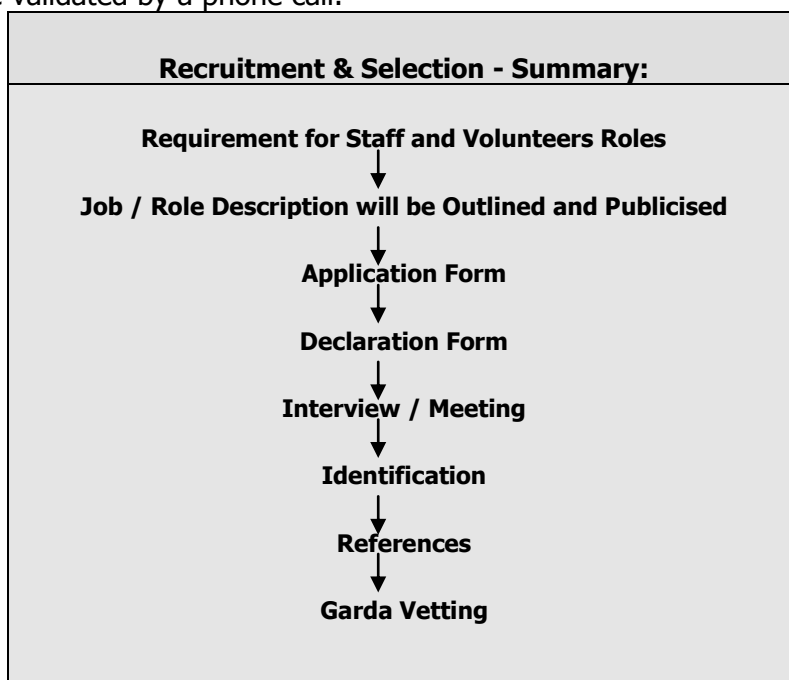 validated by a phone call.
Recruitment & Selection - Summary:
Requirement for Staff and Volunteers Roles
Job / Role Description will be Outlined and Publicised
Application Form
Declaration Form
Interview / Meeting
Identification
References
Garda Vetting